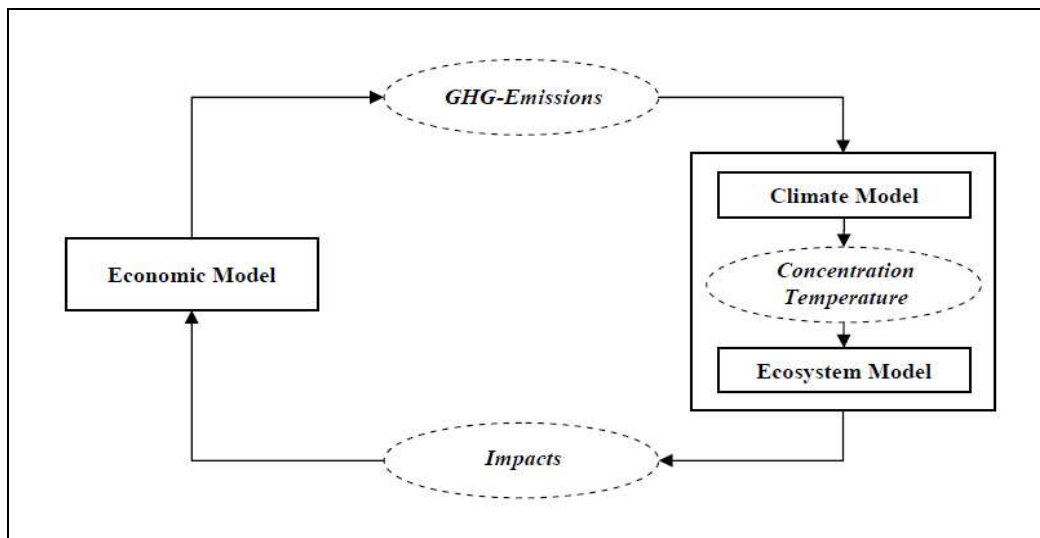 GHG-Emissions
Climate Model
Concentration
Temperature
Economic Model
Ecosystem Model
Impacts